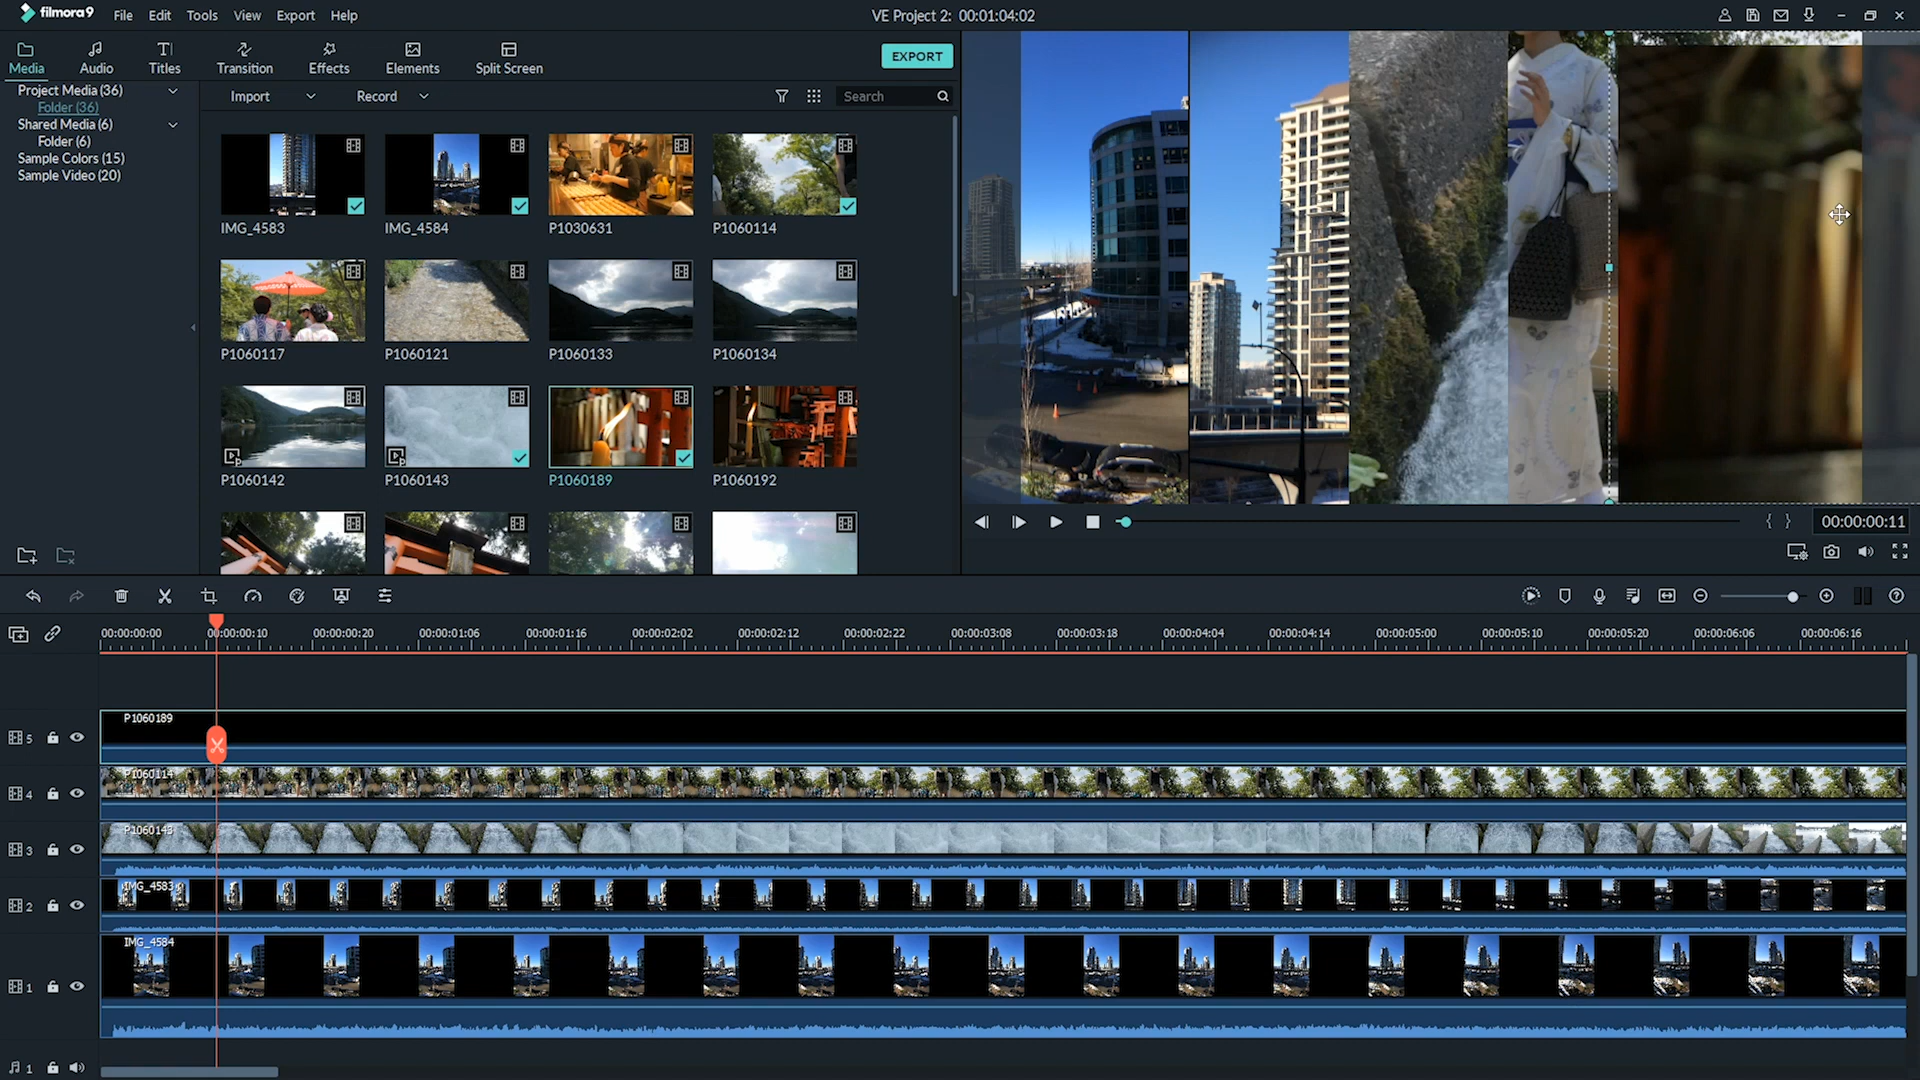 filmora9
File Edit Tools View Export Help
VE Project 2: 00:01:04:02
Media
Audio
Titles
Transition
Effects
Elements
Split Screen
EXPORT
Project Media (36)
Folder (36)
Shared Media (6)
Folder (6)
Sample Colors (15)
Sample Video (20)
Import
Record
Search
IMG_4583
IMG_4584
P1030631
P1060114
P1060117
P1060121
P1060133
P1060134
P1060142
P1060143
P1060189
P1060192
{ }
00:00:00:11
00:00:00:00 00:00:00:10 00:00:00:20 00:00:01:06 00:00:01:16 00:00:02:02 00:00:02:12 00:00:02:22 00:00:03:08 00:00:03:18 00:00:04:04 00:00:04:14 00:00:05:00 00:00:05:10 00:00:05:20 00:00:06:06 00:00:06:16
P1060189
5
P1060114
4
P1060143
3
IMG_4583
2
IMG_4584
1
1